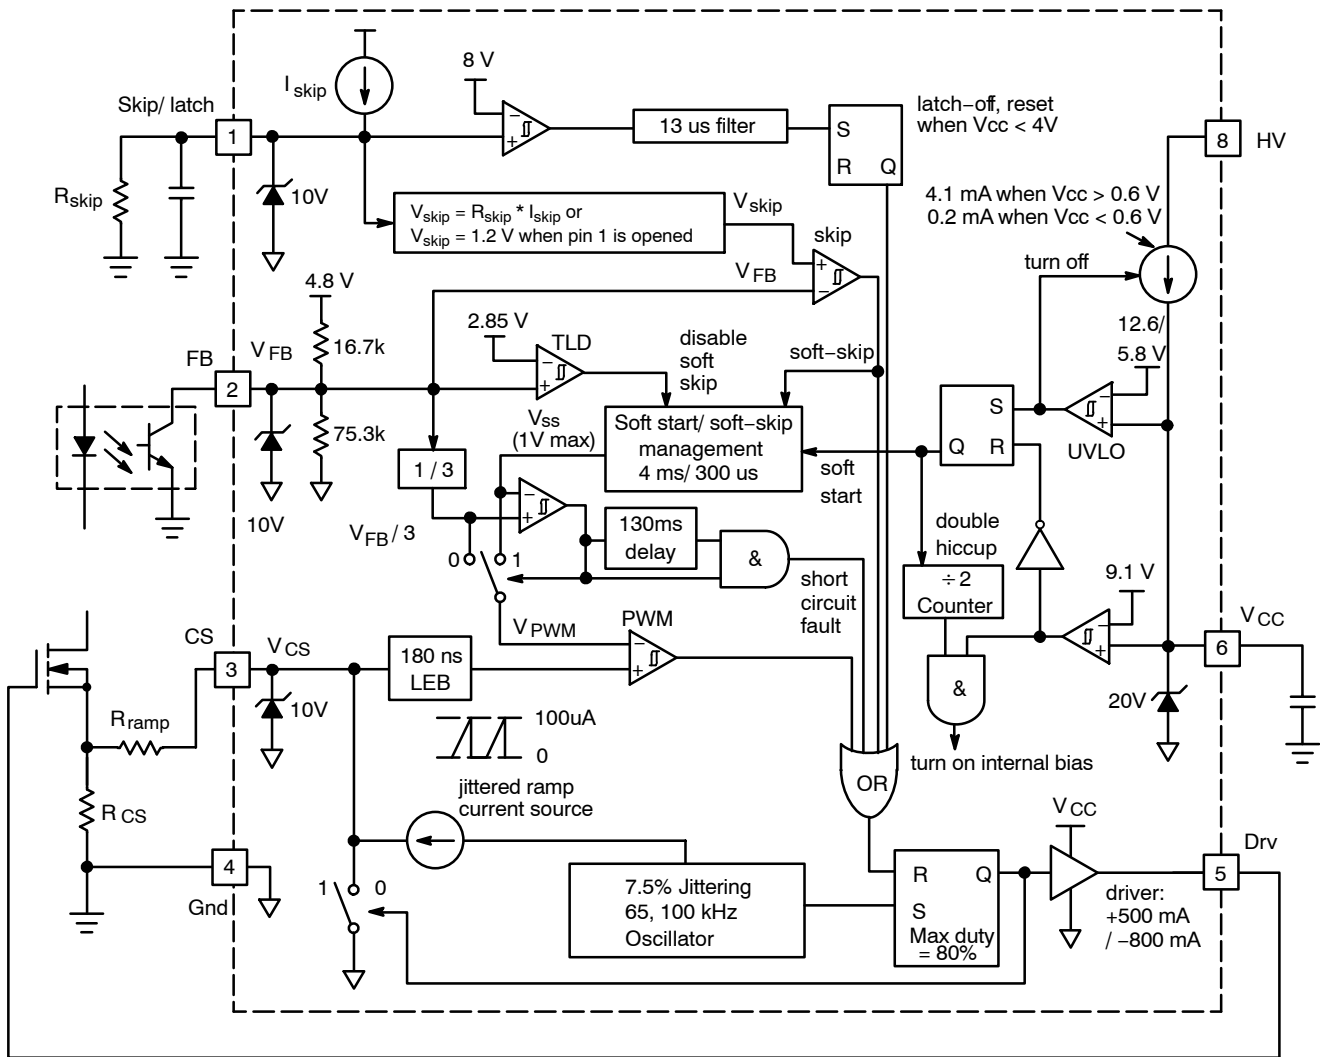 I skip
8 V
Skip/ latch
1
13 us filter
S
R Q
latch-off, reset
when Vcc < 4V
8
HV
R skip
10V
V skip = R skip * I skip or
V skip = 1.2 V when pin 1 is opened
V skip
skip
4.1 mA when Vcc > 0.6 V
0.2 mA when Vcc < 0.6 V
V FB
turn off
4.8 V
16.7k
2.85 V
TLD
disable
soft
skip
soft-skip
12.6/
5.8 V
FB
V FB
2
75.3k
10V
1 / 3
V FB / 3
Vss
(1V max)
Soft start/ soft-skip
management
4 ms/ 300 us
soft
start
S
Q R
UVLO
0
1
130ms
delay
&
short
circuit
fault
double
hiccup
÷ 2
Counter
9.1 V
V CC
6
CS
V CS
3
10V
180 ns
LEB
V PWM
PWM
&
20V
R ramp
100uA
0
turn on internal bias
R CS
jittered ramp
current source
OR
V CC
4
Gnd
1
0
7.5% Jittering
65, 100 kHz
Oscillator
R Q
S
Max duty
= 80%
Drv
5
driver:
+500 mA
/ -800 mA